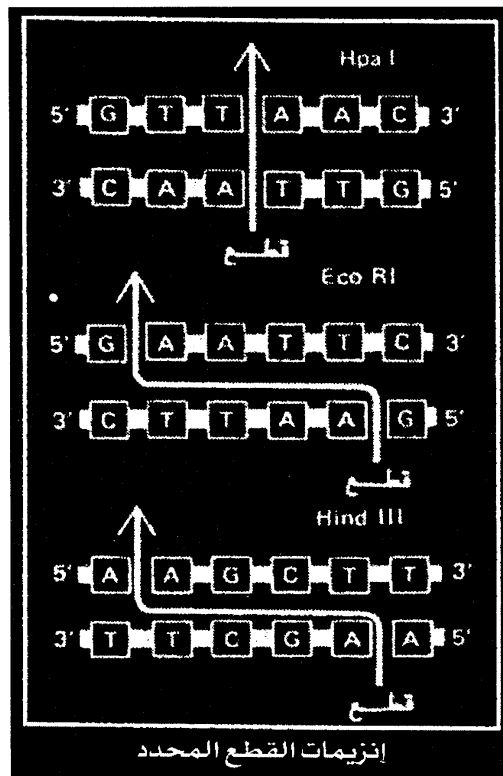 Hpa I
5' G T T A A C 3'
3' C A A T T G 5'
قطع
Eco RI
5' G A A T T C 3'
3' C T T A A G 5'
قطع
Hind III
5' A A G C T T 3'
3' T T C G A A 5'
قطع
إنزيمات القطع المحدد